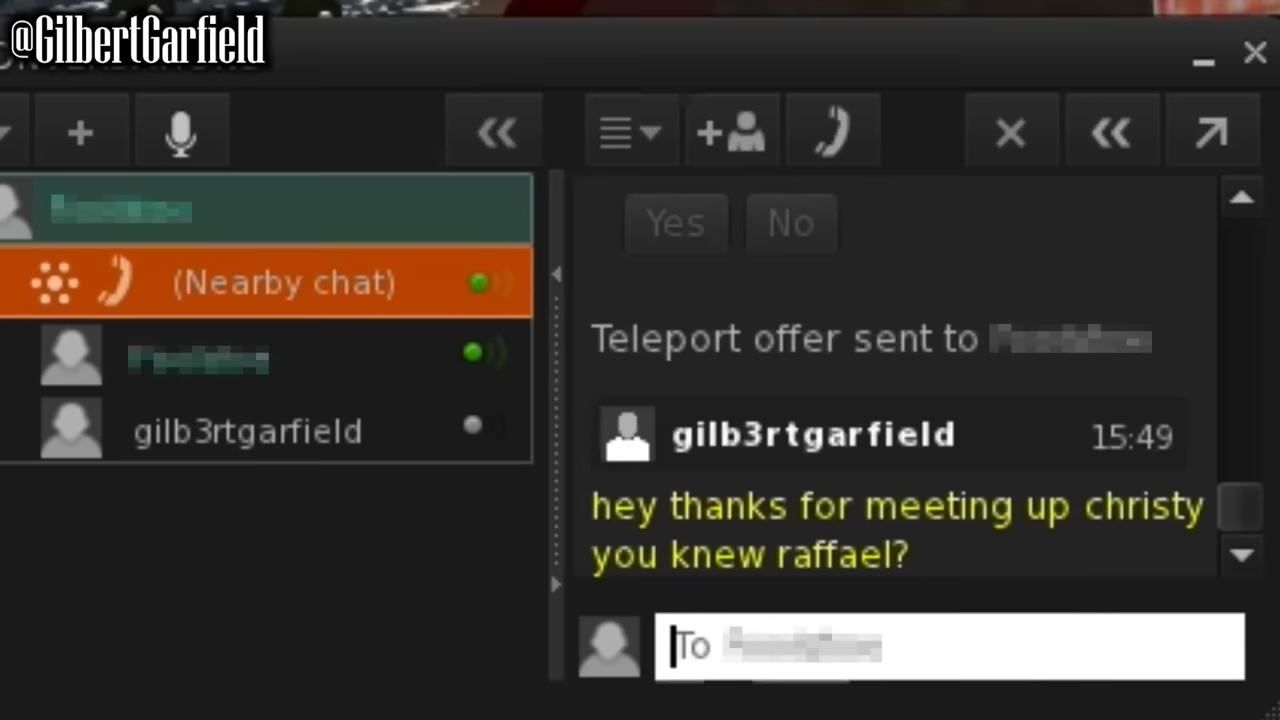 @GilbertGarfield
(Nearby chat)
gilb3rtgarfield
Yes No
Teleport offer sent to
gilb3rtgarfield 15:49
hey thanks for meeting up christy
you knew raffael?
To